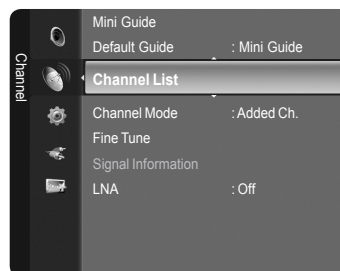 Channel
Mini Guide
Default Guide : Mini Guide
Channel List
Channel Mode : Added Ch.
Fine Tune
Signal Information
LNA : Off